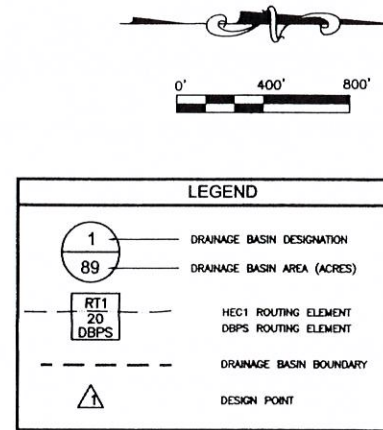 0' 400' 800'
LEGEND
1
DRAINAGE BASIN DESIGNATION
89
DRAINAGE BASIN AREA (ACRES)
RT1
20
DBPS
HEC1 ROUTING ELEMENT
DBPS ROUTING ELEMENT
DRAINAGE BASIN BOUNDARY
1
DESIGN POINT